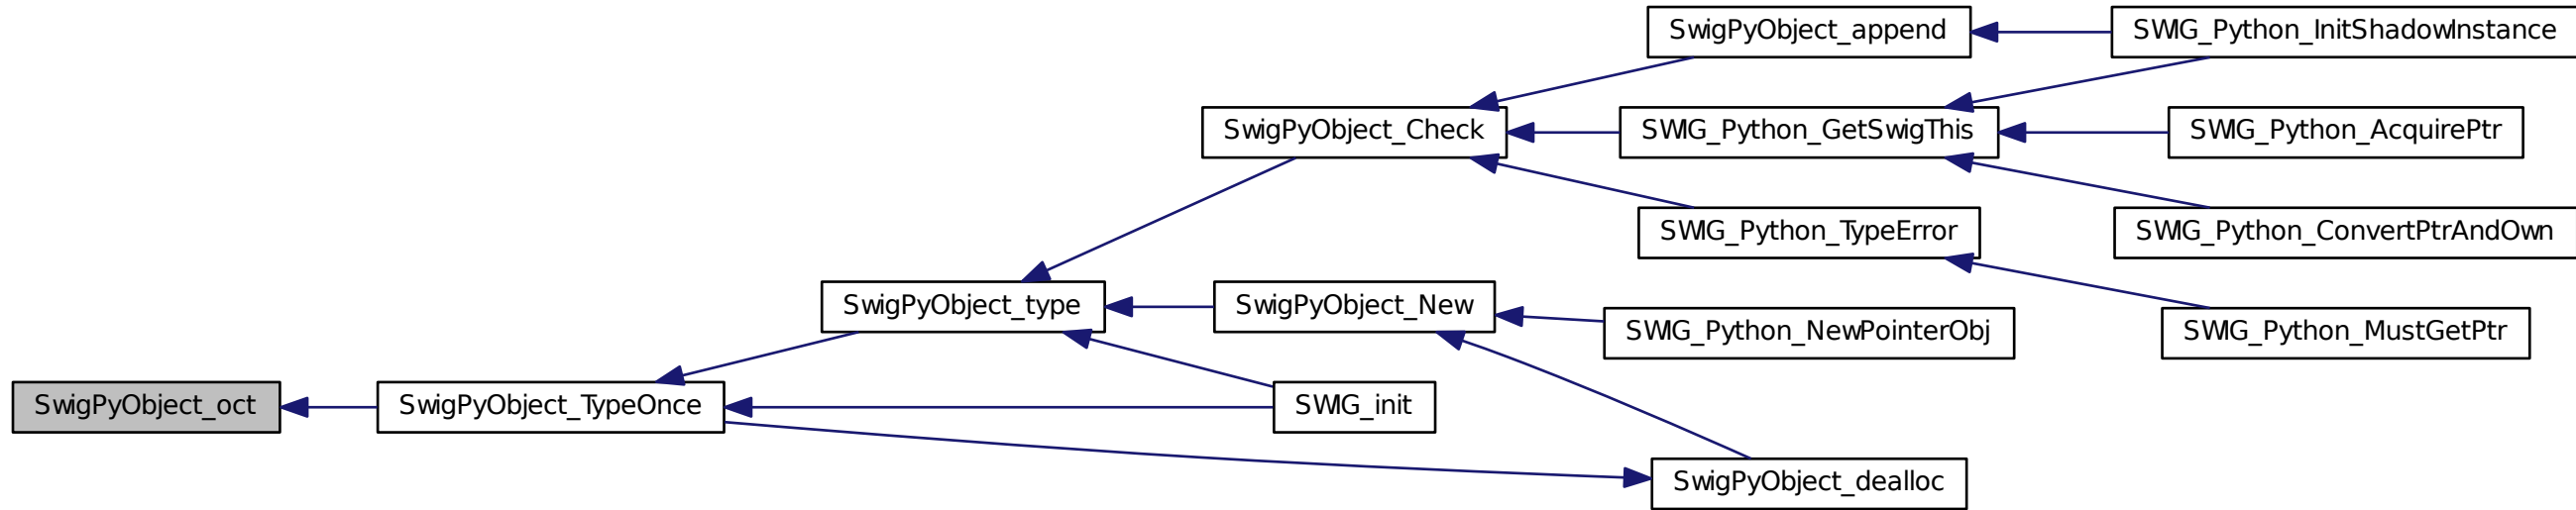 SwigPyObject_append
SWIG_Python_InitShadowInstance
SwigPyObject_Check
SWIG_Python_GetSwigThis
SWIG_Python_AcquirePtr
SWIG_Python_TypeError
SWIG_Python_ConvertPtrAndOwn
SwigPyObject_type
SwigPyObject_New
SWIG_Python_NewPointerObj
SWIG_Python_MustGetPtr
SwigPyObject_oct
SwigPyObject_TypeOnce
SWIG_init
SwigPyObject_dealloc